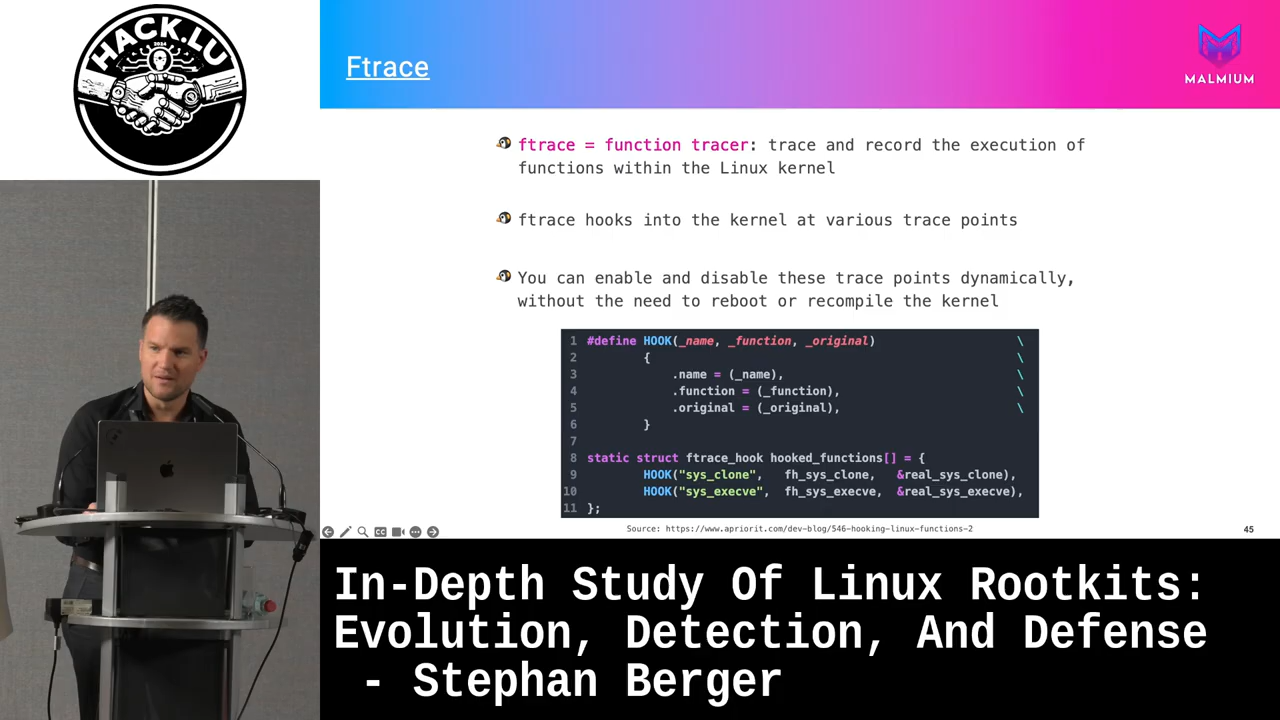 HACK.LU
2024
Ftrace
MALMIUM
ftrace = function tracer: trace and record the execution of
functions within the Linux kernel
ftrace hooks into the kernel at various trace points
You can enable and disable these trace points dynamically,
without the need to reboot or recompile the kernel
1 #define HOOK(_name, _function, _original) \
2 { \
3 .name = (_name), \
4 .function = (_function), \
5 .original = (_original), \
6 }
7
8 static struct ftrace_hook hooked_functions[] = {
9 HOOK("sys_clone", fh_sys_clone, &real_sys_clone),
10 HOOK("sys_execve", fh_sys_execve, &real_sys_execve),
11 };
Source: https://www.apriorit.com/dev-blog/546-hooking-linux-functions-2
45
CC
In-Depth Study Of Linux Rootkits:
Evolution, Detection, And Defense
- Stephan Berger